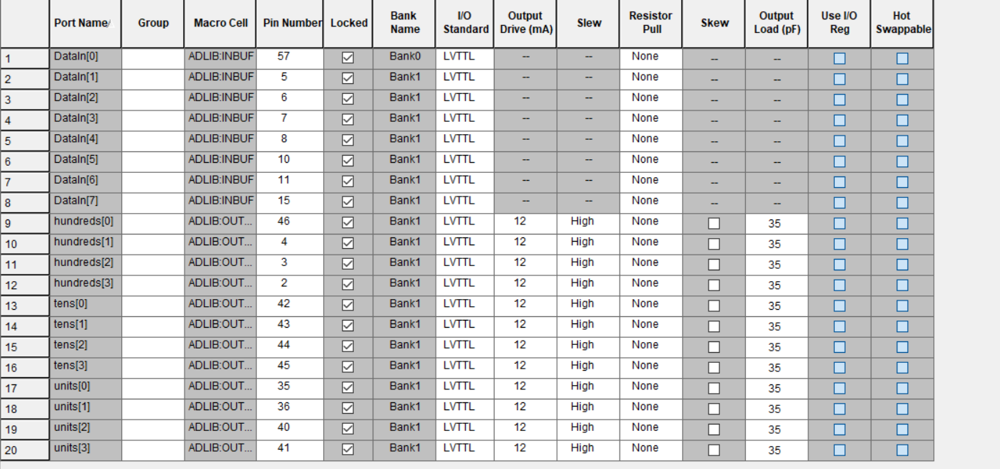 Port Name Group Macro Cell Pin Number Locked Bank Name I/O Standard Output Drive (mA) Slew Resistor Pull Skew Output Load (pF) Use I/O Reg Hot Swappable
1 DataIn[0] ADLIB:INBUF 57 Bank0 LVTTL -- -- None -- --
2 DataIn[1] ADLIB:INBUF 5 Bank1 LVTTL -- -- None -- --
3 DataIn[2] ADLIB:INBUF 6 Bank1 LVTTL -- -- None -- --
4 DataIn[3] ADLIB:INBUF 7 Bank1 LVTTL -- -- None -- --
5 DataIn[4] ADLIB:INBUF 8 Bank1 LVTTL -- -- None -- --
6 DataIn[5] ADLIB:INBUF 10 Bank1 LVTTL -- -- None -- --
7 DataIn[6] ADLIB:INBUF 11 Bank1 LVTTL -- -- None -- --
8 DataIn[7] ADLIB:INBUF 15 Bank1 LVTTL -- -- None -- --
9 hundreds[0] ADLIB:OUT... 46 Bank1 LVTTL 12 High None 35
10 hundreds[1] ADLIB:OUT... 4 Bank1 LVTTL 12 High None 35
11 hundreds[2] ADLIB:OUT... 3 Bank1 LVTTL 12 High None 35
12 hundreds[3] ADLIB:OUT... 2 Bank1 LVTTL 12 High None 35
13 tens[0] ADLIB:OUT... 42 Bank1 LVTTL 12 High None 35
14 tens[1] ADLIB:OUT... 43 Bank1 LVTTL 12 High None 35
15 tens[2] ADLIB:OUT... 44 Bank1 LVTTL 12 High None 35
16 tens[3] ADLIB:OUT... 45 Bank1 LVTTL 12 High None 35
17 units[0] ADLIB:OUT... 35 Bank1 LVTTL 12 High None 35
18 units[1] ADLIB:OUT... 36 Bank1 LVTTL 12 High None 35
19 units[2] ADLIB:OUT... 40 Bank1 LVTTL 12 High None 35
20 units[3] ADLIB:OUT... 41 Bank1 LVTTL 12 High None 35